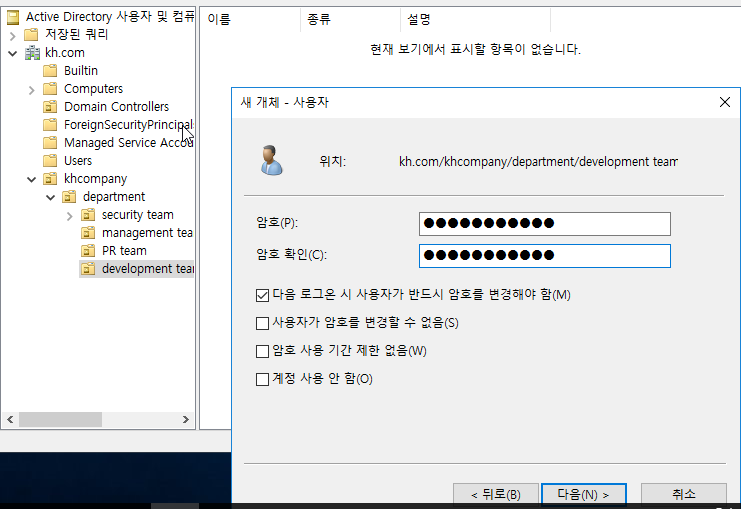 Active Directory 사용자 및 컴퓨
저장된 쿼리
kh.com
Builtin
Computers
Domain Controllers
ForeignSecurityPrincipal
Managed Service Accou
Users
khcompany
department
security team
management tea
PR team
development tear
이름 종류 설명
현재 보기에서 표시할 항목이 없습니다.
새 개체 - 사용자
위치: kh.com/khcompany/department/development team
암호(P): ●●●●●●●●●●●
암호 확인(C): ●●●●●●●●●●●
다음 로그온 시 사용자가 반드시 암호를 변경해야 함(M)
사용자가 암호를 변경할 수 없음(S)
암호 사용 기간 제한 없음(W)
계정 사용 안 함(O)
< 뒤로(B) 다음(N) > 취소